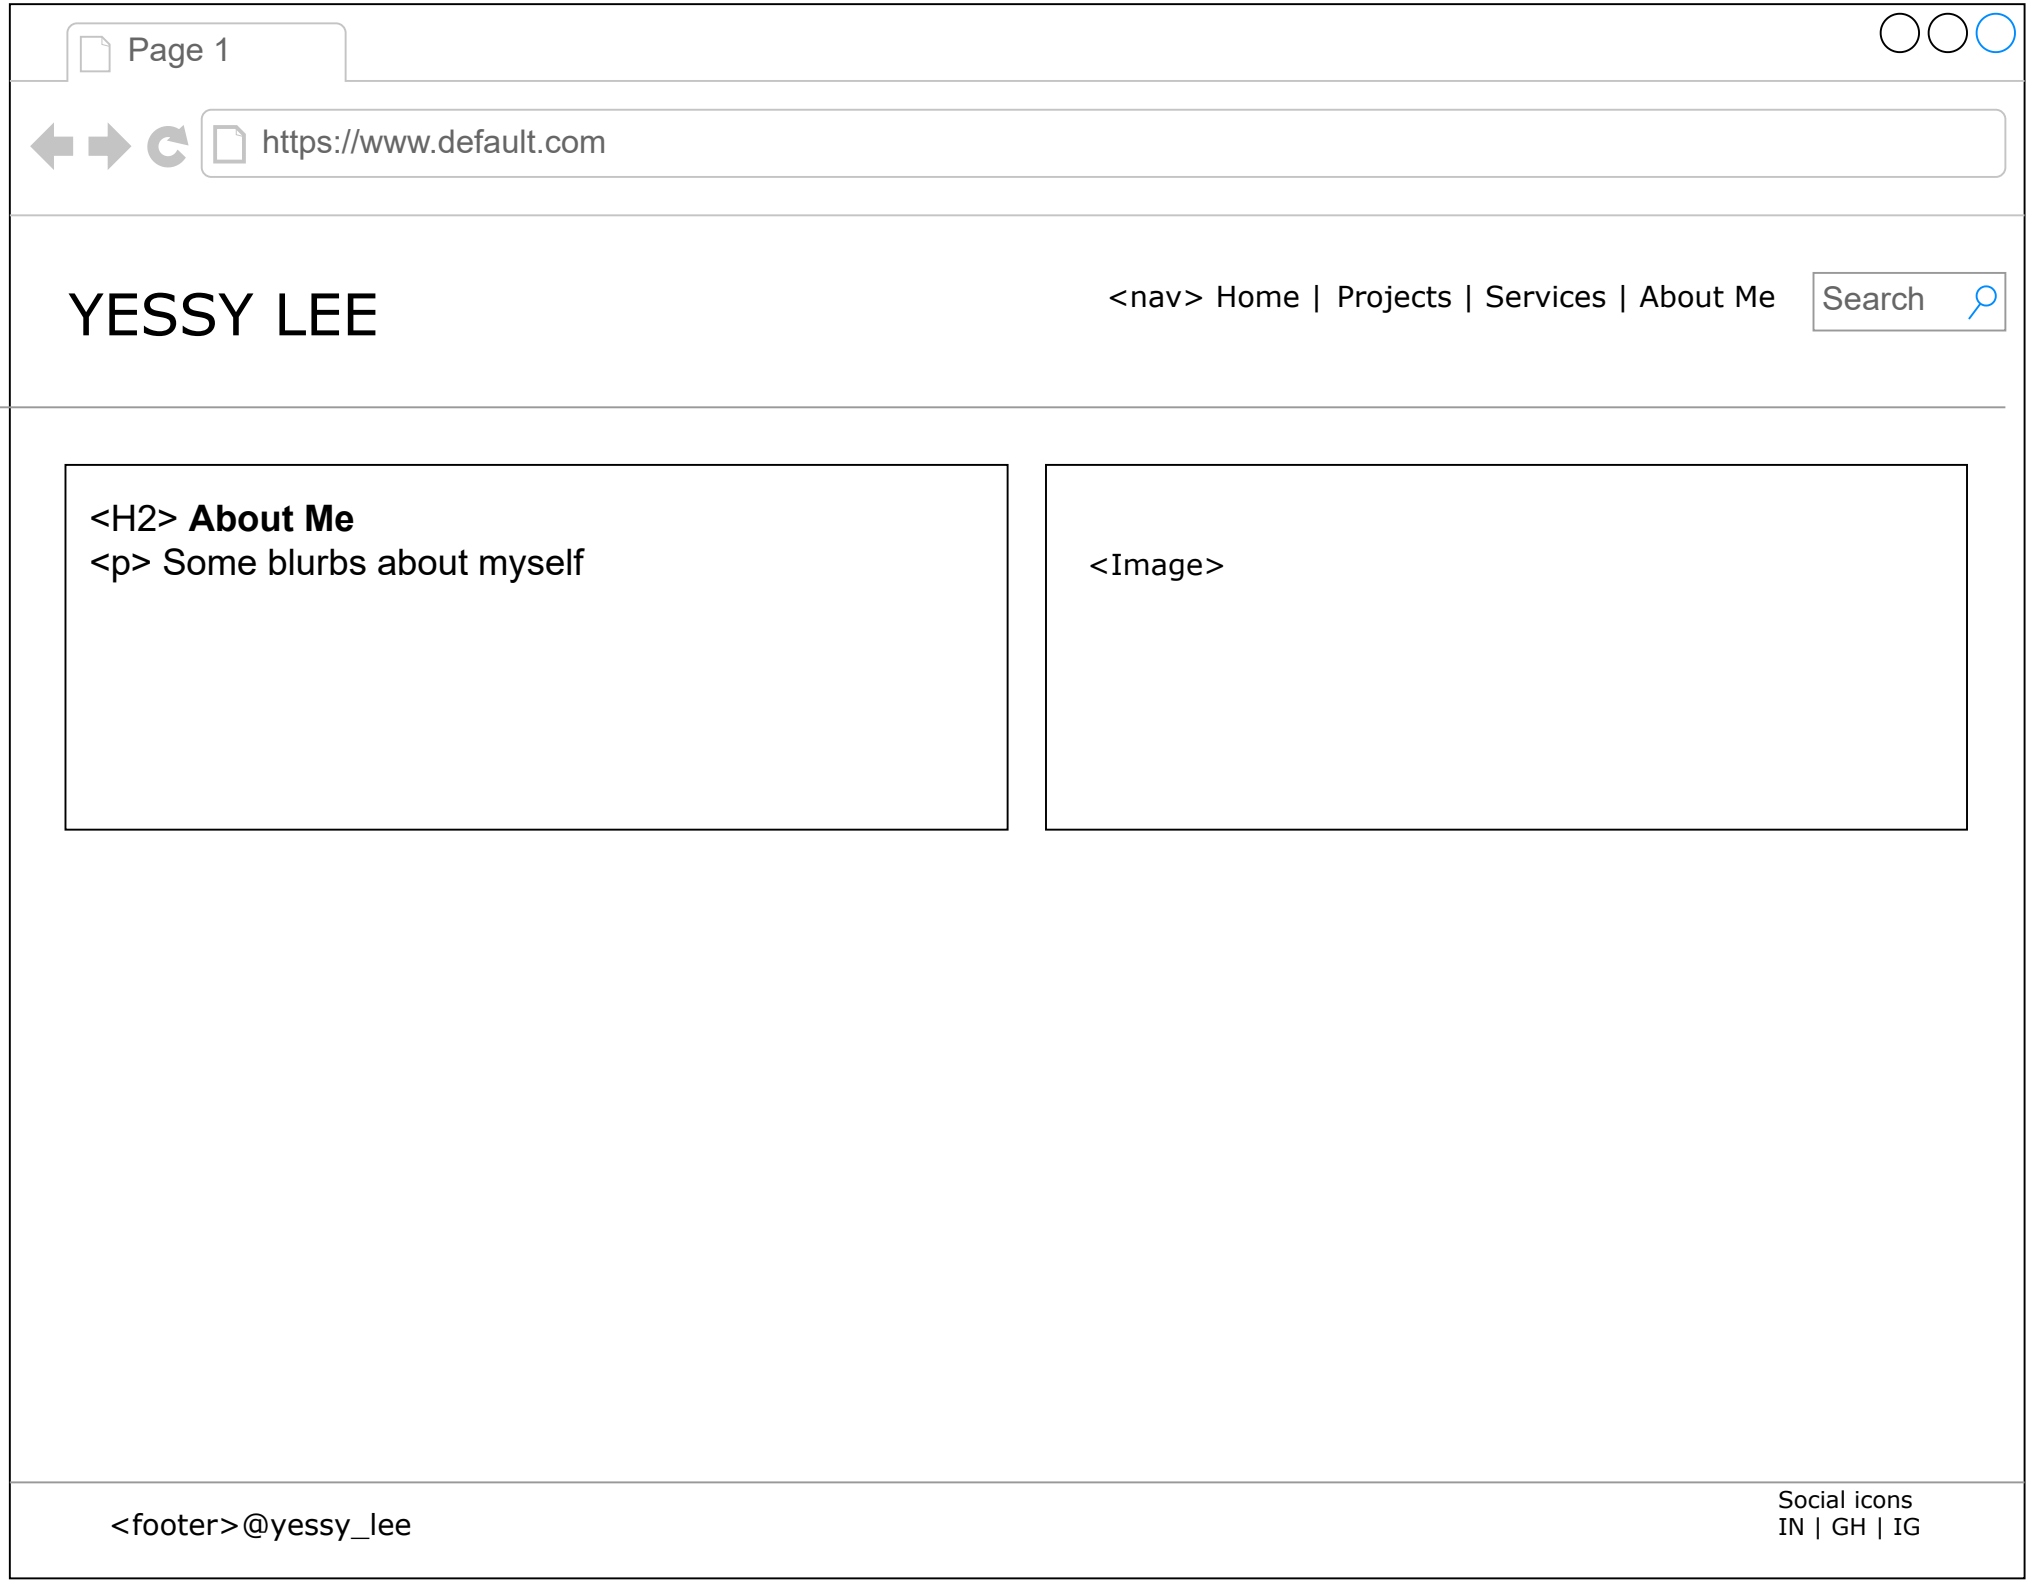 Page 1
https://www.default.com
YESSY LEE
<nav> Home | Projects | Services | About Me
Search
<H2> About Me
<p> Some blurbs about myself
<Image>
<footer>@yessy_lee
Social icons
IN | GH | IG